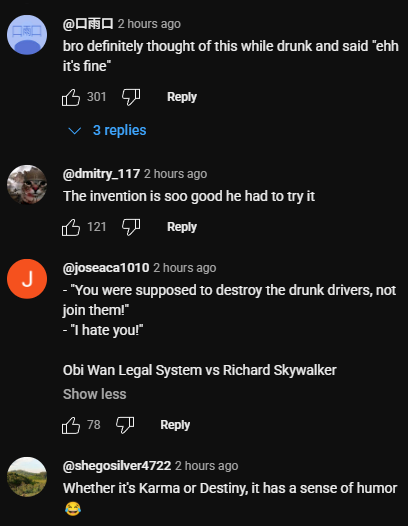 @口雨口 2 hours ago
bro definitely thought of this while drunk and said "ehh
it's fine"
301 Reply
3 replies
@dmitry_117 2 hours ago
The invention is soo good he had to try it
121 Reply
J
@joseaca1010 2 hours ago
- "You were supposed to destroy the drunk drivers, not
join them!"
- "I hate you!"
Obi Wan Legal System vs Richard Skywalker
Show less
78 Reply
@shegosilver4722 2 hours ago
Whether it's Karma or Destiny, it has a sense of humor
😂